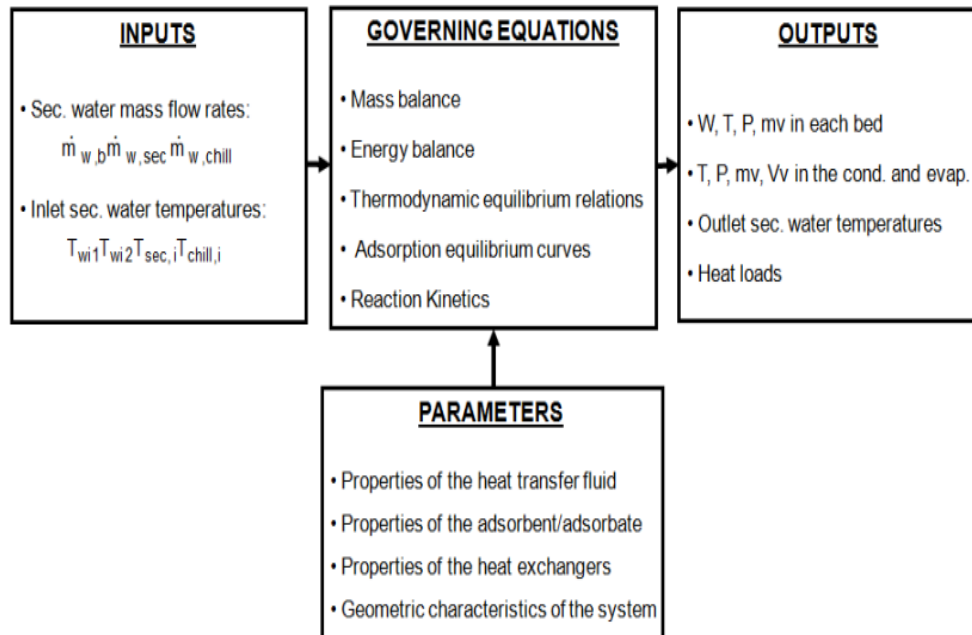 INPUTS
• Sec. water mass flow rates:
ṁ w,b ṁ w,sec ṁ w,chill
• Inlet sec. water temperatures:
Twi1 Twi2 Tsec,i Tchill,i
GOVERNING EQUATIONS
• Mass balance
• Energy balance
• Thermodynamic equilibrium relations
• Adsorption equilibrium curves
• Reaction Kinetics
OUTPUTS
• W, T, P, mv in each bed
• T, P, mv, Vv in the cond. and evap.
• Outlet sec. water temperatures
• Heat loads
PARAMETERS
• Properties of the heat transfer fluid
• Properties of the adsorbent/adsorbate
• Properties of the heat exchangers
• Geometric characteristics of the system